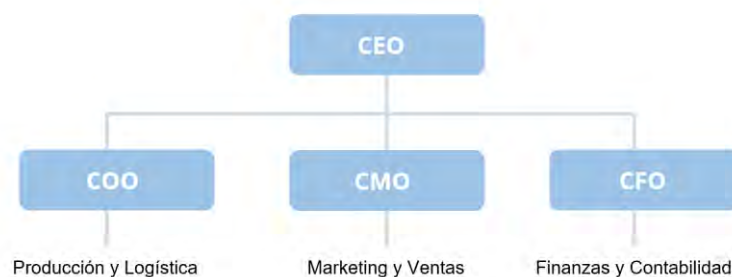 CEO
COO CMO CFO
Producción y Logística Marketing y Ventas Finanzas y Contabilidad